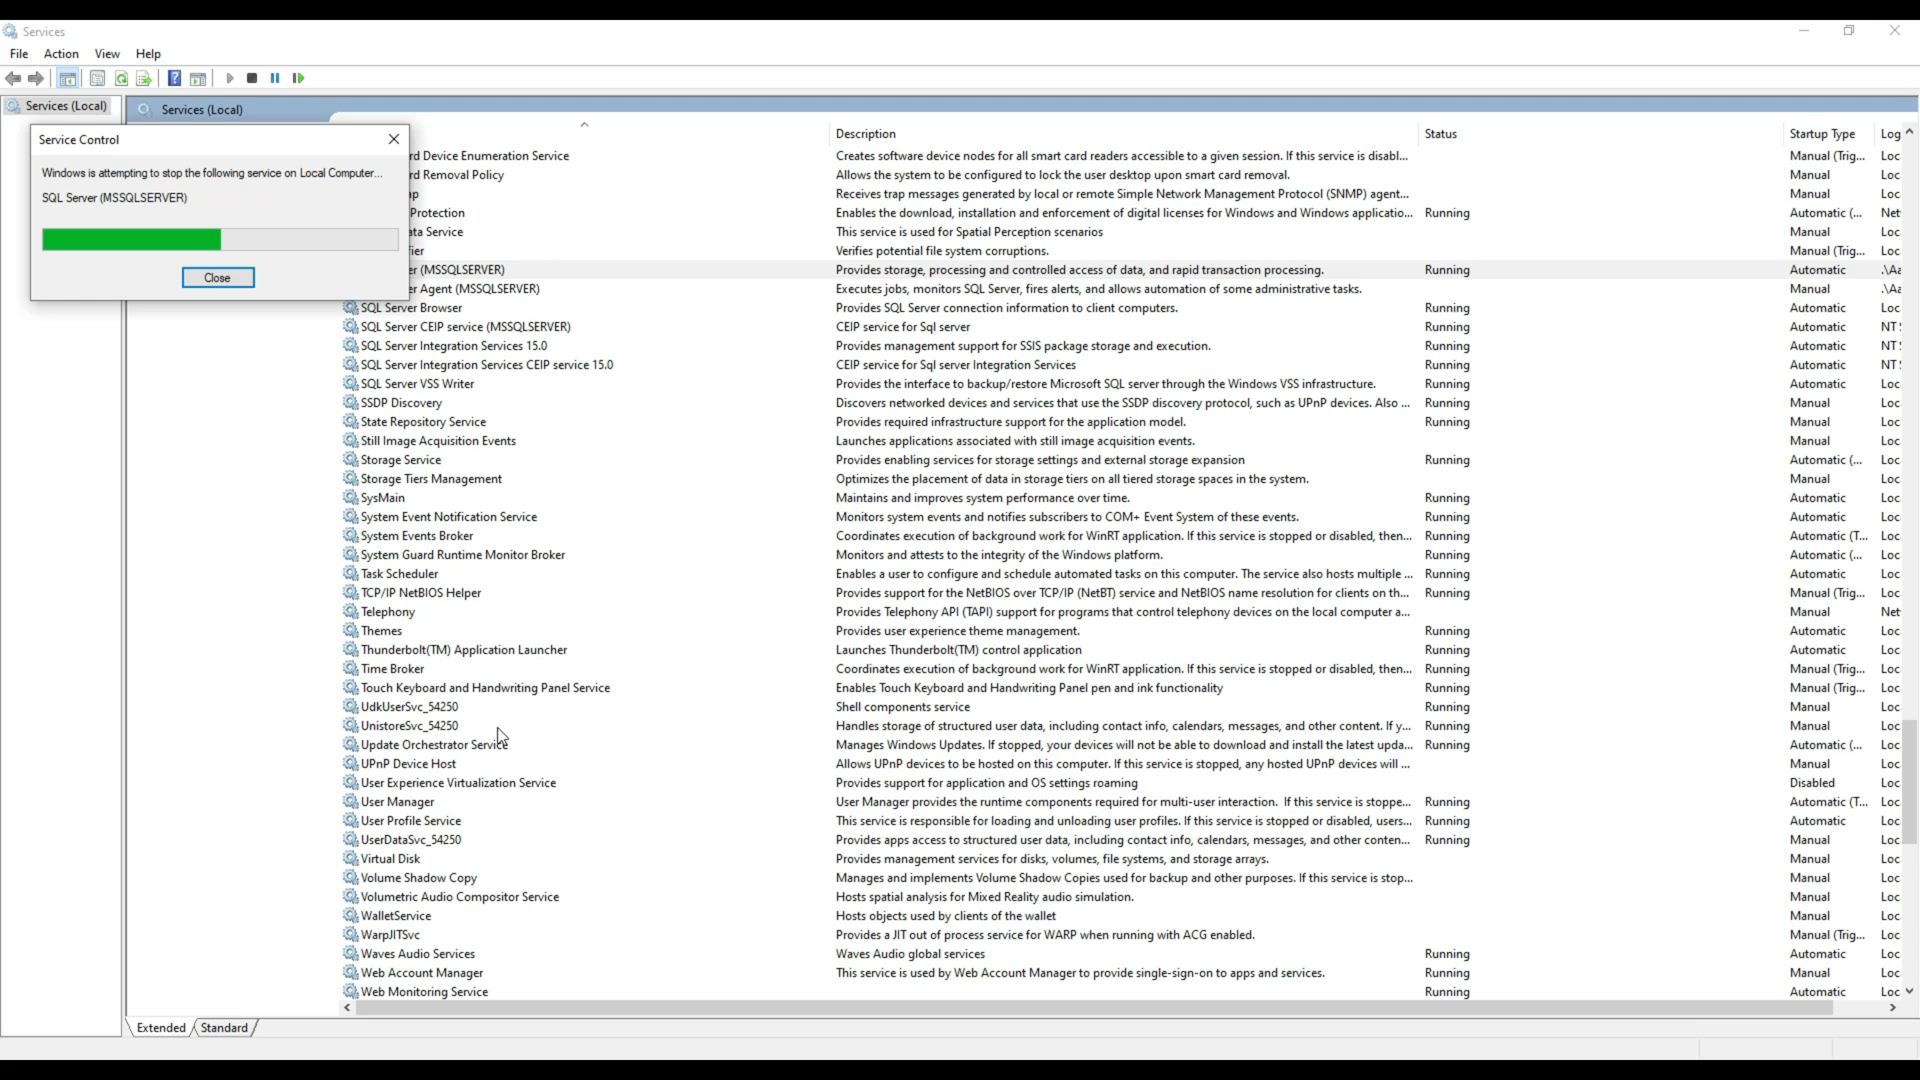 Services
File Action View Help
Services (Local)
Services (Local)
Service Control
Windows is attempting to stop the following service on Local Computer...
SQL Server (MSSQLSERVER)
Close
Description Status Startup Type Log
rd Device Enumeration Service Creates software device nodes for all smart card readers accessible to a given session. If this service is disabl... Manual (Trig... Loc
rd Removal Policy Allows the system to be configured to lock the user desktop upon smart card removal. Manual Loc
ap Receives trap messages generated by local or remote Simple Network Management Protocol (SNMP) agent... Manual Loc
Protection Enables the download, installation and enforcement of digital licenses for Windows and Windows applicatio... Running Automatic (... Net
ata Service This service is used for Spatial Perception scenarios Manual Loc
fier Verifies potential file system corruptions. Manual (Trig... Loc
er (MSSQLSERVER) Provides storage, processing and controlled access of data, and rapid transaction processing. Running Automatic .\Aa
er Agent (MSSQLSERVER) Executes jobs, monitors SQL Server, fires alerts, and allows automation of some administrative tasks. Manual .\Aa
SQL Server Browser Provides SQL Server connection information to client computers. Running Automatic Loc
SQL Server CEIP service (MSSQLSERVER) CEIP service for Sql server Running Automatic NT
SQL Server Integration Services 15.0 Provides management support for SSIS package storage and execution. Running Automatic NT
SQL Server Integration Services CEIP service 15.0 CEIP service for Sql server Integration Services Running Automatic NT
SQL Server VSS Writer Provides the interface to backup/restore Microsoft SQL server through the Windows VSS infrastructure. Running Automatic Loc
SSDP Discovery Discovers networked devices and services that use the SSDP discovery protocol, such as UPnP devices. Also ... Running Manual Loc
State Repository Service Provides required infrastructure support for the application model. Running Manual Loc
Still Image Acquisition Events Launches applications associated with still image acquisition events. Manual Loc
Storage Service Provides enabling services for storage settings and external storage expansion Running Automatic (... Loc
Storage Tiers Management Optimizes the placement of data in storage tiers on all tiered storage spaces in the system. Manual Loc
SysMain Maintains and improves system performance over time. Running Automatic Loc
System Event Notification Service Monitors system events and notifies subscribers to COM+ Event System of these events. Running Automatic Loc
System Events Broker Coordinates execution of background work for WinRT application. If this service is stopped or disabled, then... Running Automatic (T... Loc
System Guard Runtime Monitor Broker Monitors and attests to the integrity of the Windows platform. Running Automatic (... Loc
Task Scheduler Enables a user to configure and schedule automated tasks on this computer. The service also hosts multiple ... Running Automatic Loc
TCP/IP NetBIOS Helper Provides support for the NetBIOS over TCP/IP (NetBT) service and NetBIOS name resolution for clients on th... Running Manual (Trig... Loc
Telephony Provides Telephony API (TAPI) support for programs that control telephony devices on the local computer a... Manual Net
Themes Provides user experience theme management. Running Automatic Loc
Thunderbolt(TM) Application Launcher Launches Thunderbolt(TM) control application Running Automatic Loc
Time Broker Coordinates execution of background work for WinRT application. If this service is stopped or disabled, then... Running Manual (Trig... Loc
Touch Keyboard and Handwriting Panel Service Enables Touch Keyboard and Handwriting Panel pen and ink functionality Running Manual (Trig... Loc
UdkUserSvc_54250 Shell components service Running Manual Loc
UnistoreSvc_54250 Handles storage of structured user data, including contact info, calendars, messages, and other content. If y... Running Manual Loc
Update Orchestrator Service Manages Windows Updates. If stopped, your devices will not be able to download and install the latest upda... Running Automatic (... Loc
UPnP Device Host Allows UPnP devices to be hosted on this computer. If this service is stopped, any hosted UPnP devices will ... Manual Loc
User Experience Virtualization Service Provides support for application and OS settings roaming Disabled Loc
User Manager User Manager provides the runtime components required for multi-user interaction. If this service is stoppe... Running Automatic (T... Loc
User Profile Service This service is responsible for loading and unloading user profiles. If this service is stopped or disabled, users... Running Automatic Loc
UserDataSvc_54250 Provides apps access to structured user data, including contact info, calendars, messages, and other conten... Running Manual Loc
Virtual Disk Provides management services for disks, volumes, file systems, and storage arrays. Manual Loc
Volume Shadow Copy Manages and implements Volume Shadow Copies used for backup and other purposes. If this service is stop... Manual Loc
Volumetric Audio Compositor Service Hosts spatial analysis for Mixed Reality audio simulation. Manual Loc
WalletService Hosts objects used by clients of the wallet Manual Loc
WarpJITSvc Provides a JIT out of process service for WARP when running with ACG enabled. Manual (Trig... Loc
Waves Audio Services Waves Audio global services Running Automatic Loc
Web Account Manager This service is used by Web Account Manager to provide single-sign-on to apps and services. Running Manual Loc
Web Monitoring Service Running Automatic Loc
Extended Standard